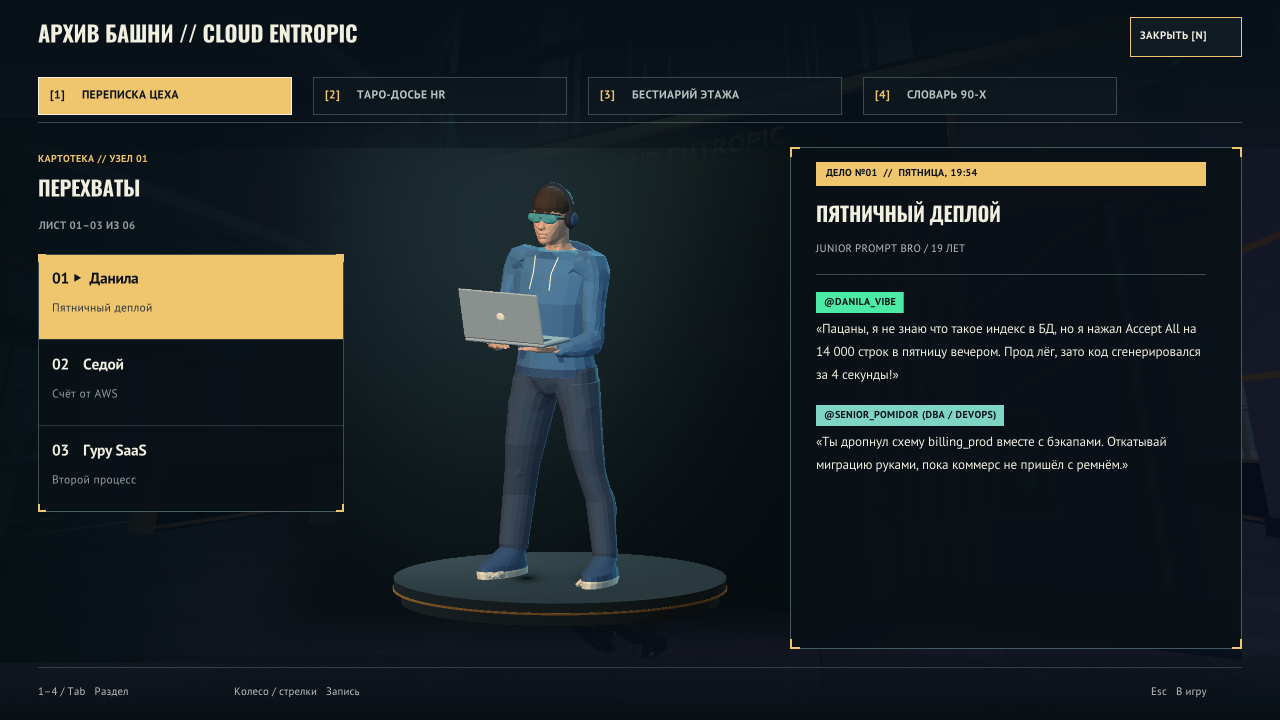 АРХИВ БАШНИ // CLOUD ENTROPIC
ЗАКРЫТЬ [N]
[1] ПЕРЕПИСКА ЦЕХА
[2] ТАРО-ДОСЬЕ HR
[3] БЕСТИАРИЙ ЭТАЖА
[4] СЛОВАРЬ 90-Х
КАРТОТЕКА // УЗЕЛ 01
ПЕРЕХВАТЫ
ЛИСТ 01–03 ИЗ 06
01 ▸ Данила
Пятничный деплой
02 Седой
Счёт от AWS
03 Гуру SaaS
Второй процесс
ENTROPIC
ДЕЛО №01 // ПЯТНИЦА, 19:54
ПЯТНИЧНЫЙ ДЕПЛОЙ
JUNIOR PROMPT BRO / 19 ЛЕТ
@DANILA_VIBE
«Пацаны, я не знаю что такое индекс в БД, но я нажал Accept All на
14 000 строк в пятницу вечером. Прод лёг, зато код сгенерировался
за 4 секунды!»
@SENIOR_POMIDOR (DBA / DEVOPS)
«Ты дропнул схему billing_prod вместе с бэкапами. Откатывай
миграцию руками, пока коммерс не пришёл с ремнём.»
1–4 / Tab Раздел
Колесо / стрелки Запись
Esc В игру